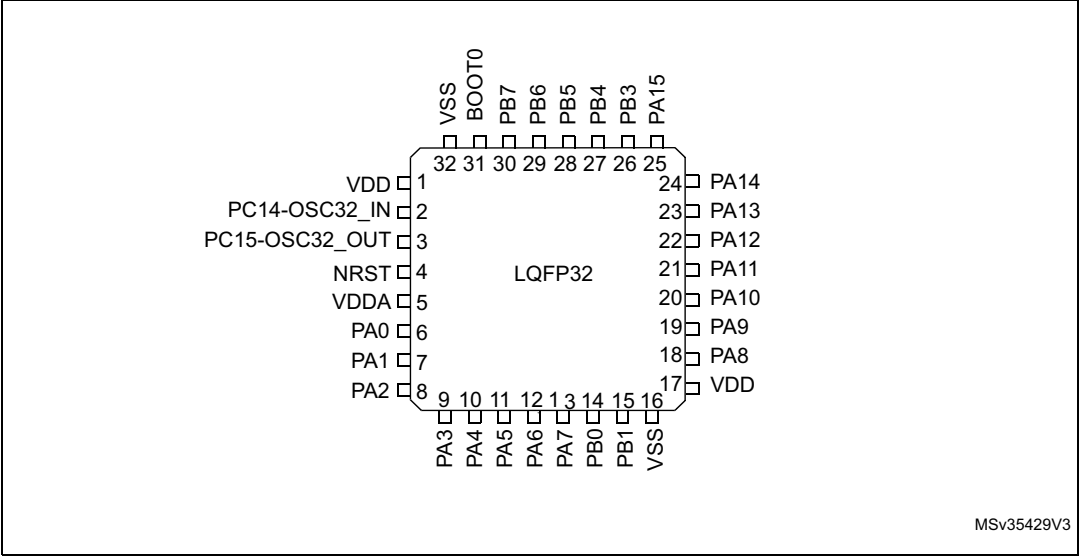 VSS
BOOT0
PB7
PB6
PB5
PB4
PB3
PA15
32 31 30 29 28 27 26 25
VDD 1
PC14-OSC32_IN 2
PC15-OSC32_OUT 3
NRST 4
VDDA 5
PA0 6
PA1 7
PA2 8
LQFP32
24 PA14
23 PA13
22 PA12
21 PA11
20 PA10
19 PA9
18 PA8
17 VDD
9 10 11 12 1 3 14 15 16
PA3
PA4
PA5
PA6
PA7
PB0
PB1
VSS
MSv35429V3